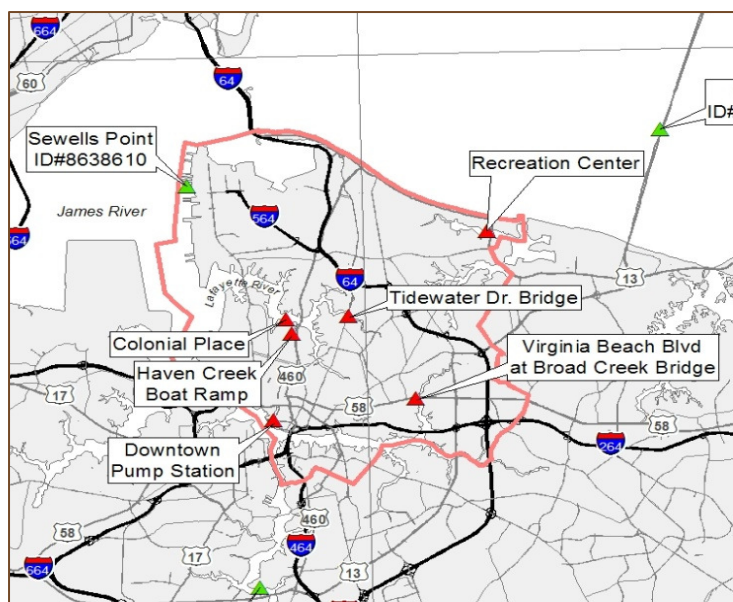 664
60
64
ID#
Sewells Point
ID#8638610
Recreation Center
James River
564
64
13
Lafayette River
64
Tidewater Dr. Bridge
Colonial Place
Haven Creek
Boat Ramp
Virginia Beach Blvd
at Broad Creek Bridge
17
460
58
58
Downtown
Pump Station
264
58
460
17
464
13
664